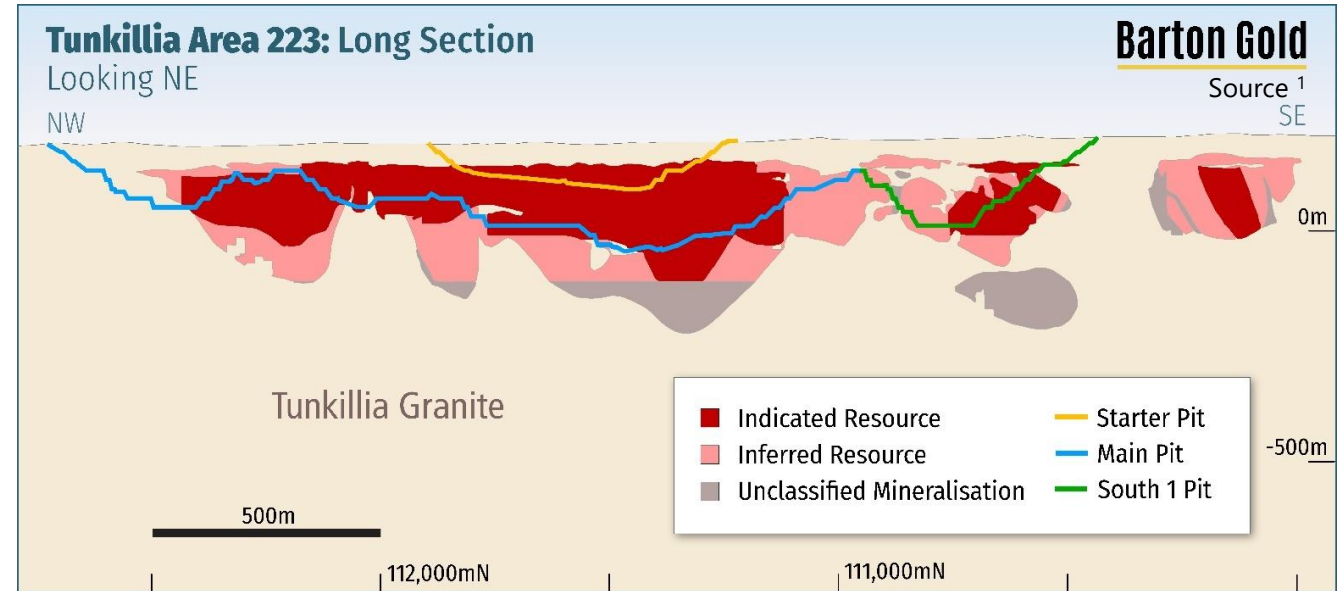 Tunkillia Area 223: Long Section
Looking NE
NW
Barton Gold
Source 1
SE
0m
Tunkillia Granite
-500m
Indicated Resource
Inferred Resource
Unclassified Mineralisation
Starter Pit
Main Pit
South 1 Pit
500m
112,000mN
111,000mN